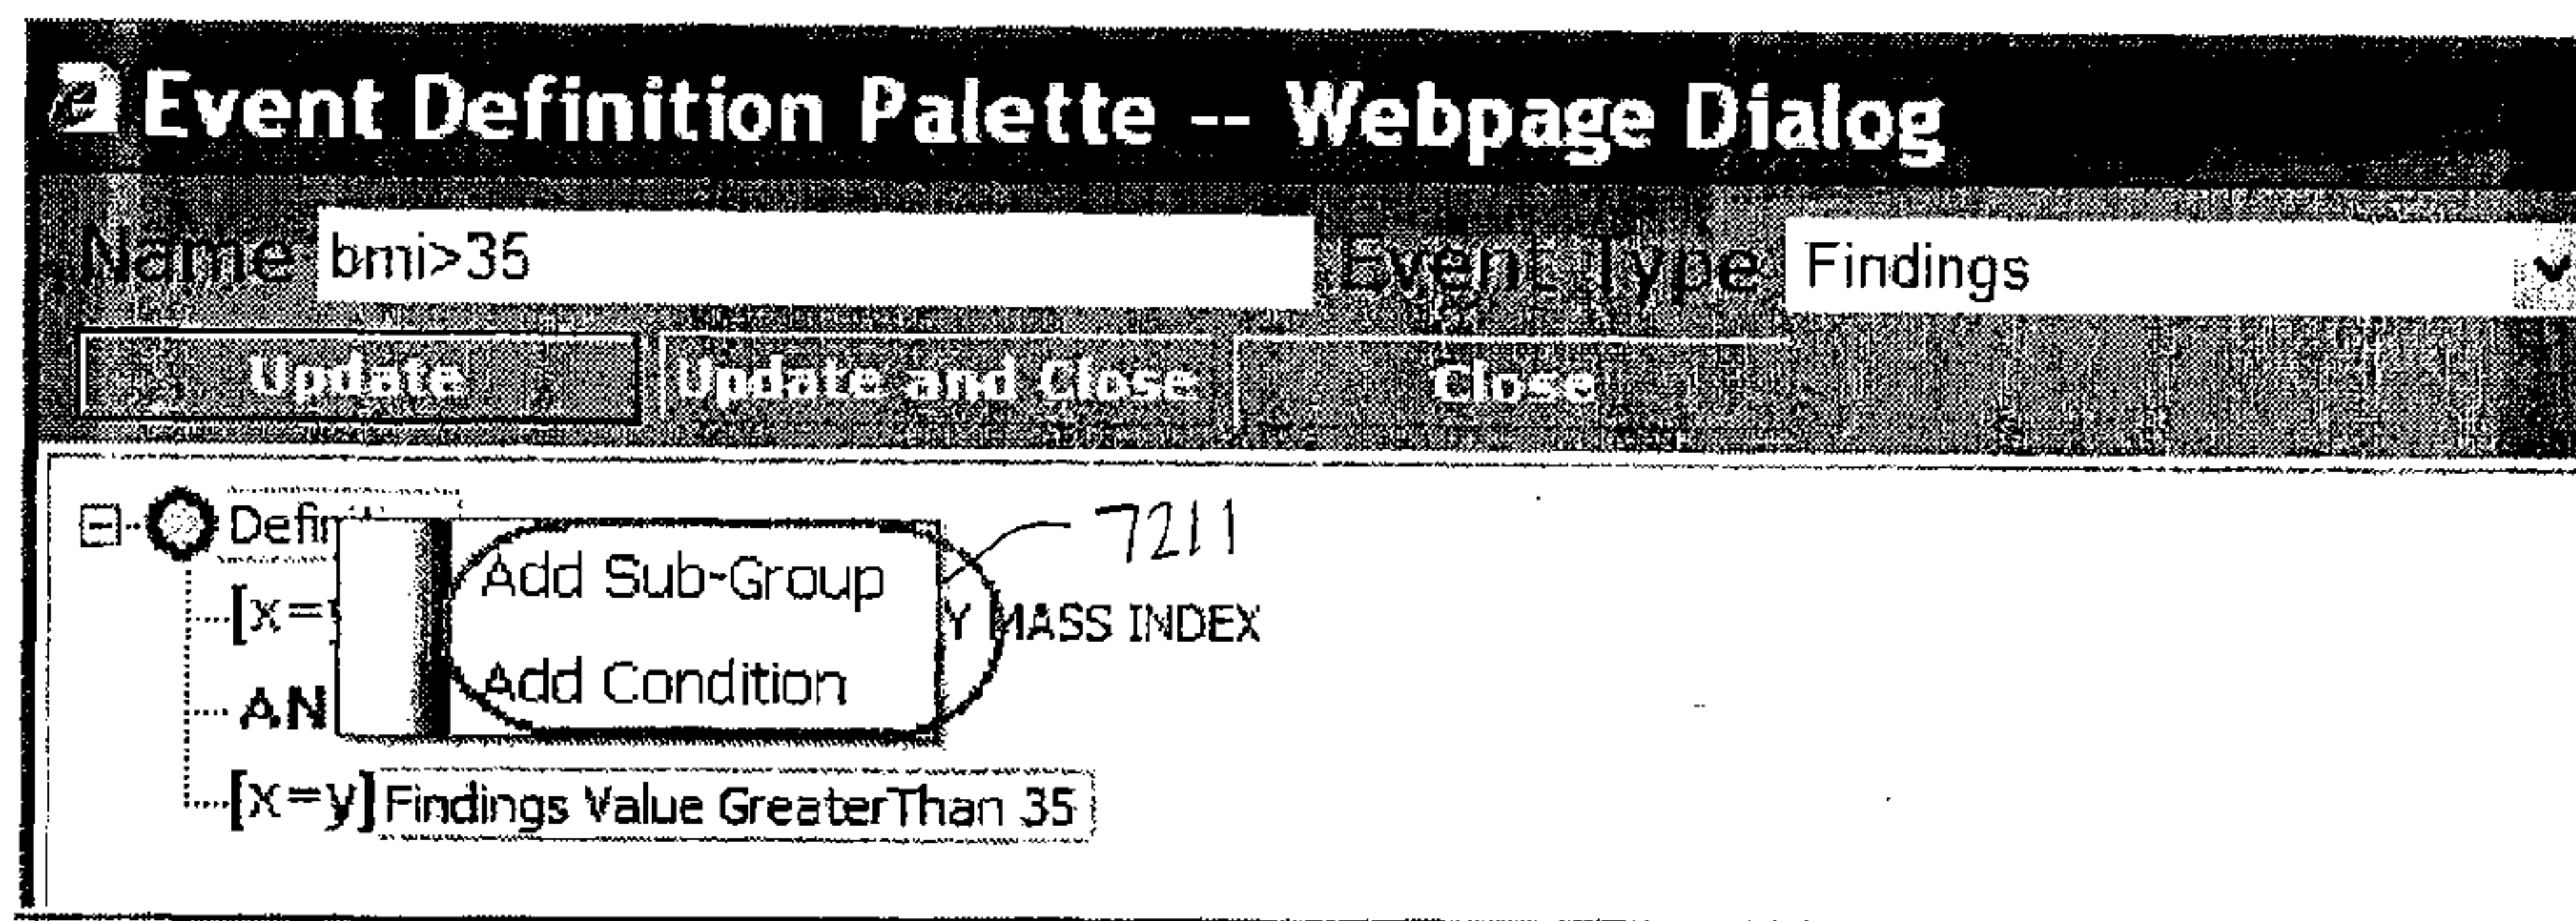 Event Definition Palette -- Webpage Dialog
Name bmi>35 Event Type Findings
Update Update and Close Close
Defin
7211
Add Sub-Group
[x= Y MASS INDEX
Add Condition
AN
[x=y] Findings Value GreaterThan 35